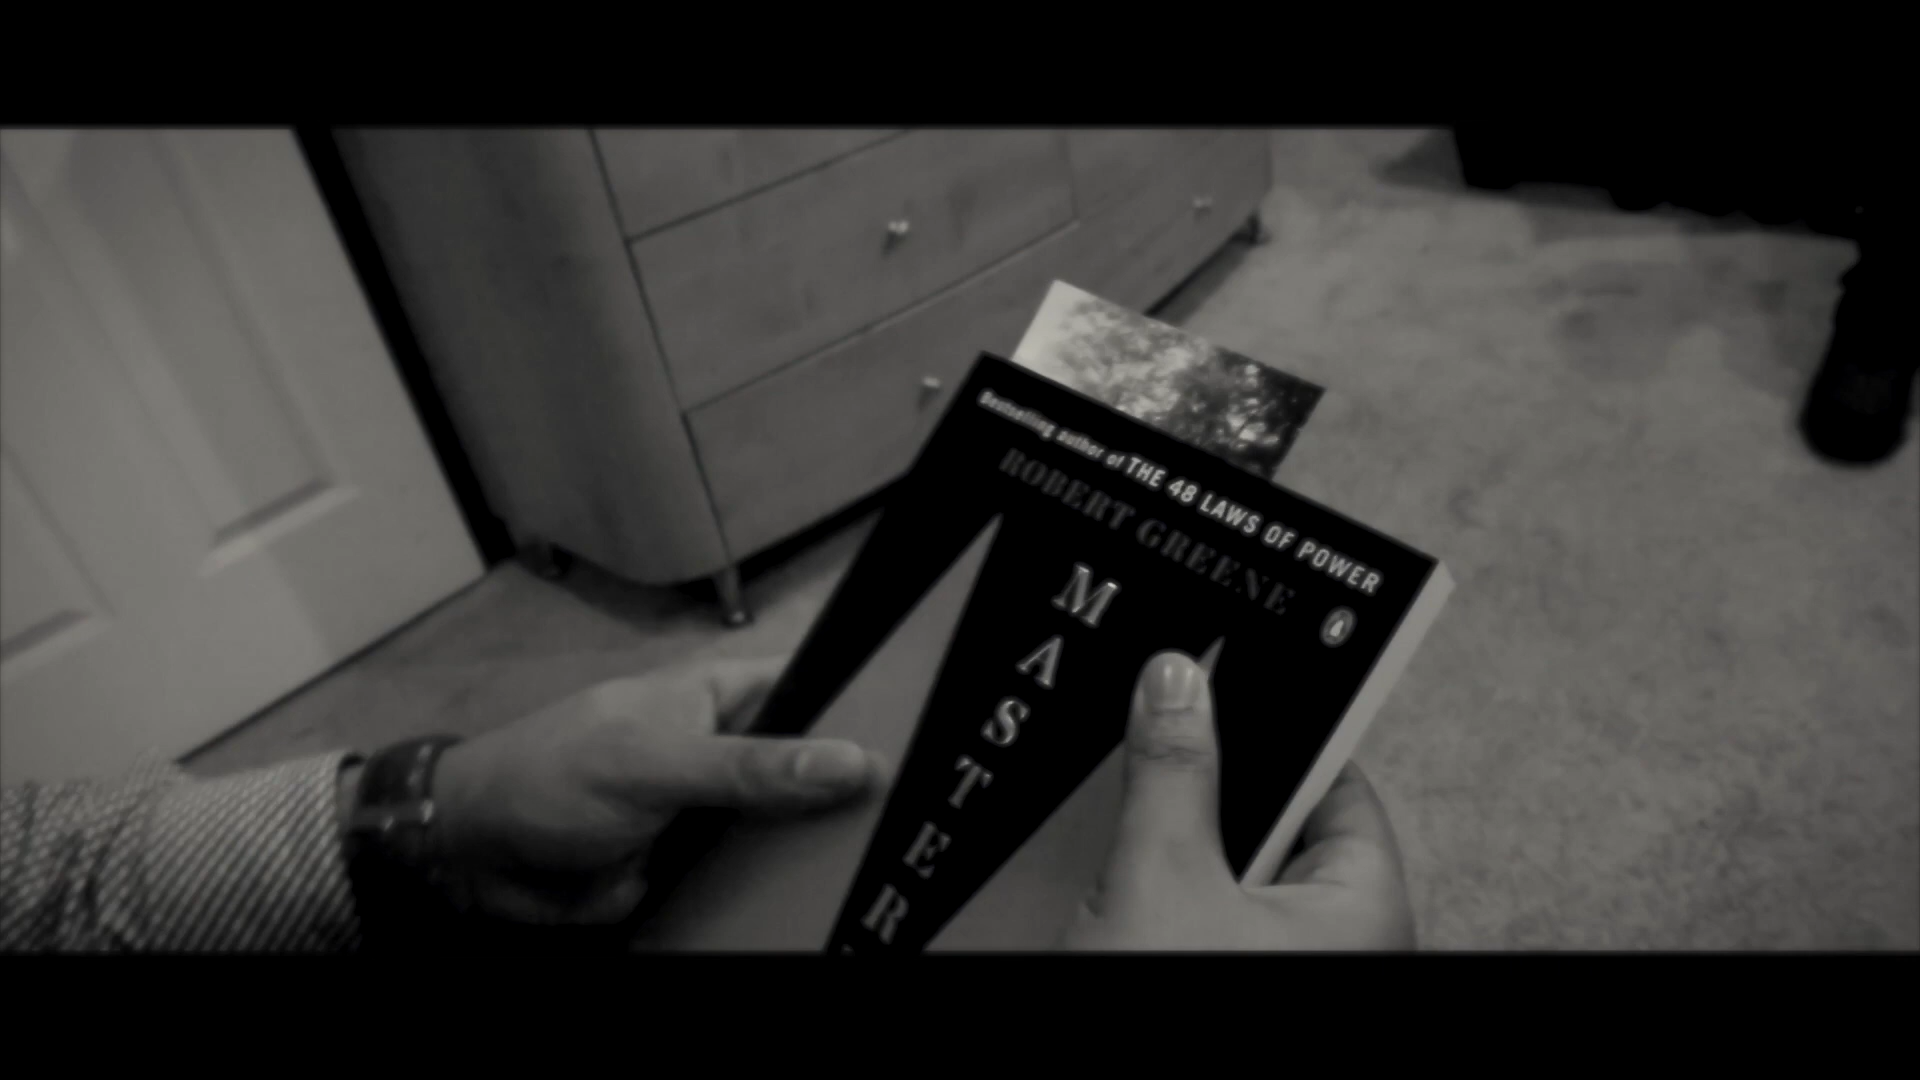 Bestselling author of THE 48 LAWS OF POWER
ROBERT GREENE
MASTER